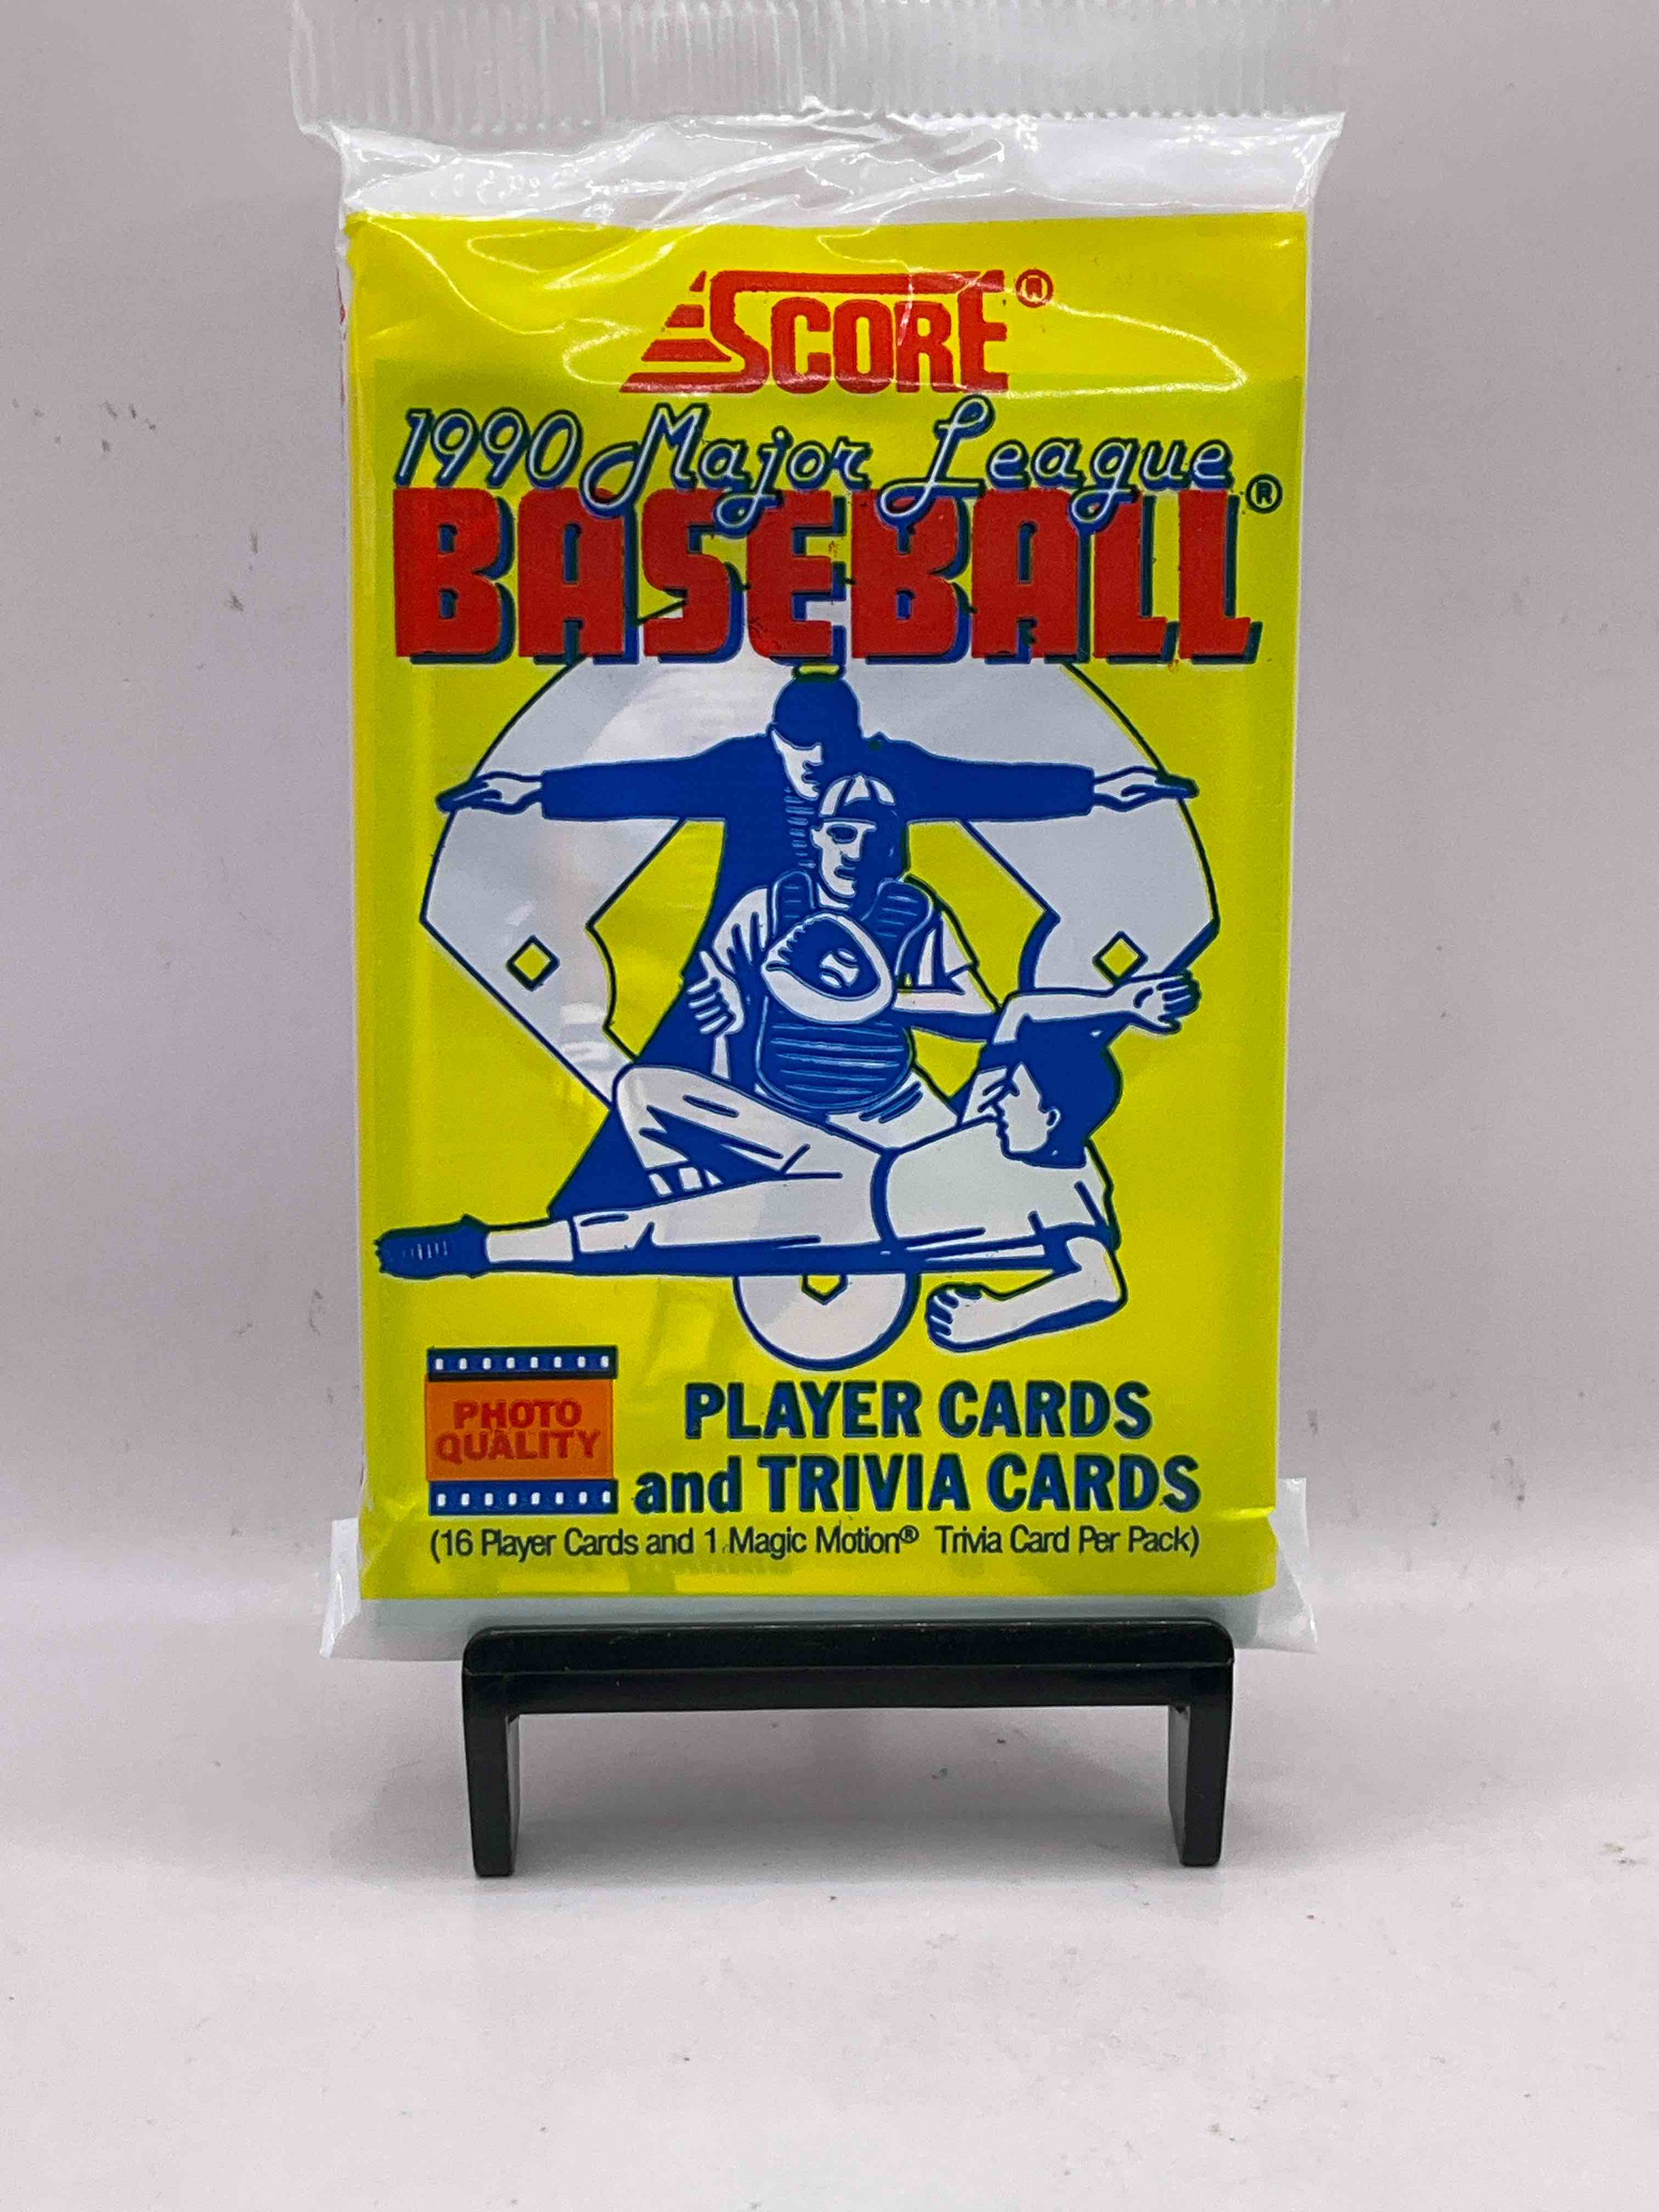 SCORE®
1990 Major League
BASEBALL®
PHOTO
QUALITY
PLAYER CARDS
and TRIVIA CARDS
(16 Player Cards and 1 Magic Motion® Trivia Card Per Pack)